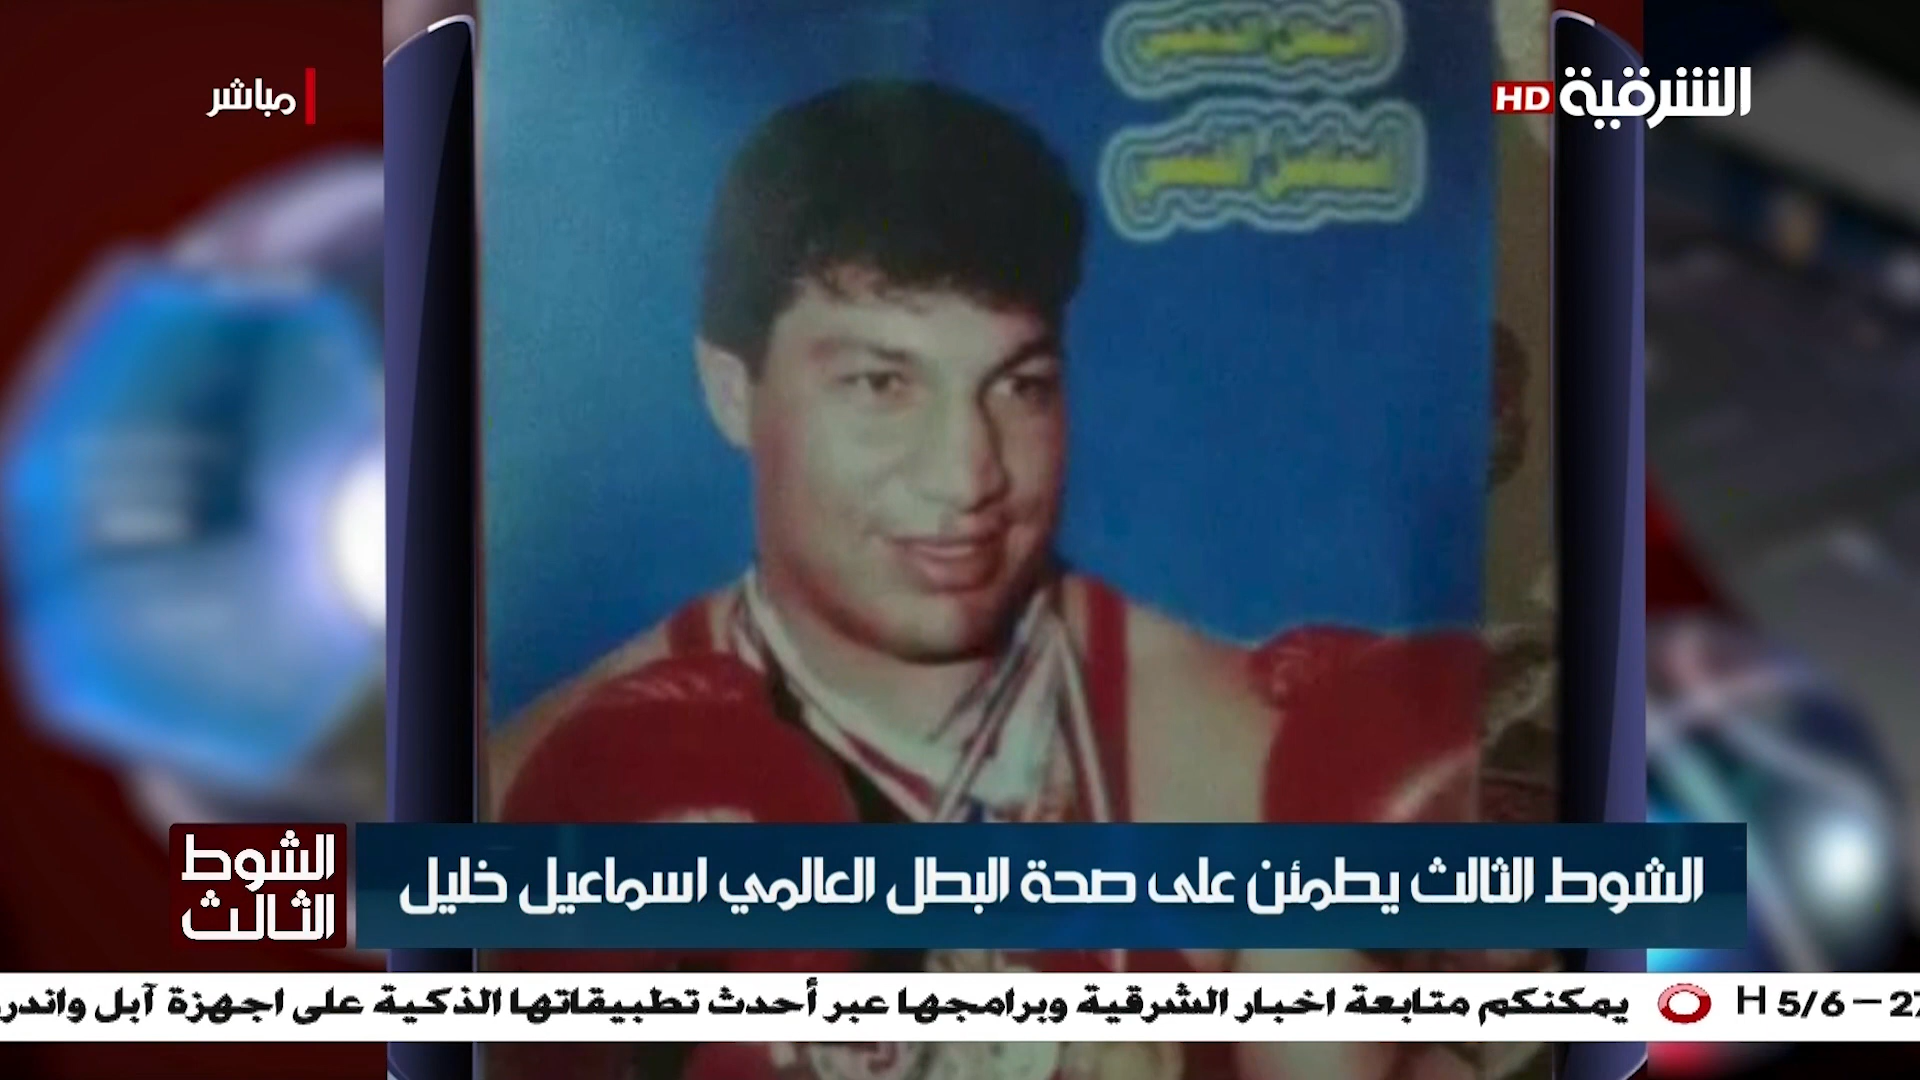 مباشر
الشرقية HD
الشوط الثالث يطمئن على صحة البطل العالمي اسماعيل خليل
الشوط
الثالث
يمكنكم متابعة اخبار الشرقية وبرامجها عبر أحدث تطبيقاتها الذكية على اجهزة آبل
H 5/6 – 27